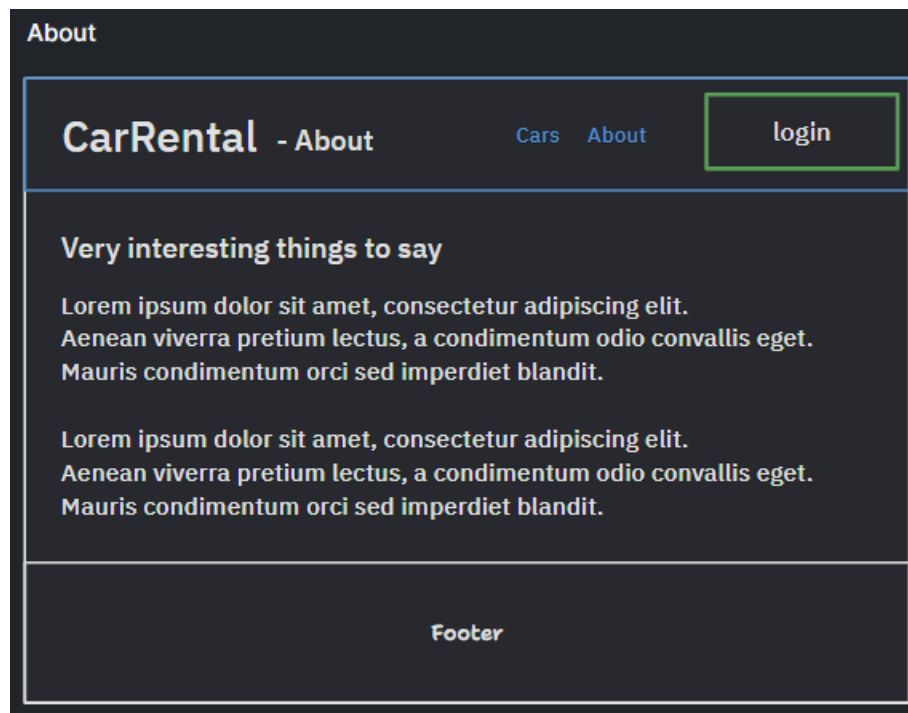 About
CarRental - About Cars About login
Very interesting things to say
Lorem ipsum dolor sit amet, consectetur adipiscing elit.
Aenean viverra pretium lectus, a condimentum odio convallis eget.
Mauris condimentum orci sed imperdiet blandit.
Lorem ipsum dolor sit amet, consectetur adipiscing elit.
Aenean viverra pretium lectus, a condimentum odio convallis eget.
Mauris condimentum orci sed imperdiet blandit.
Footer